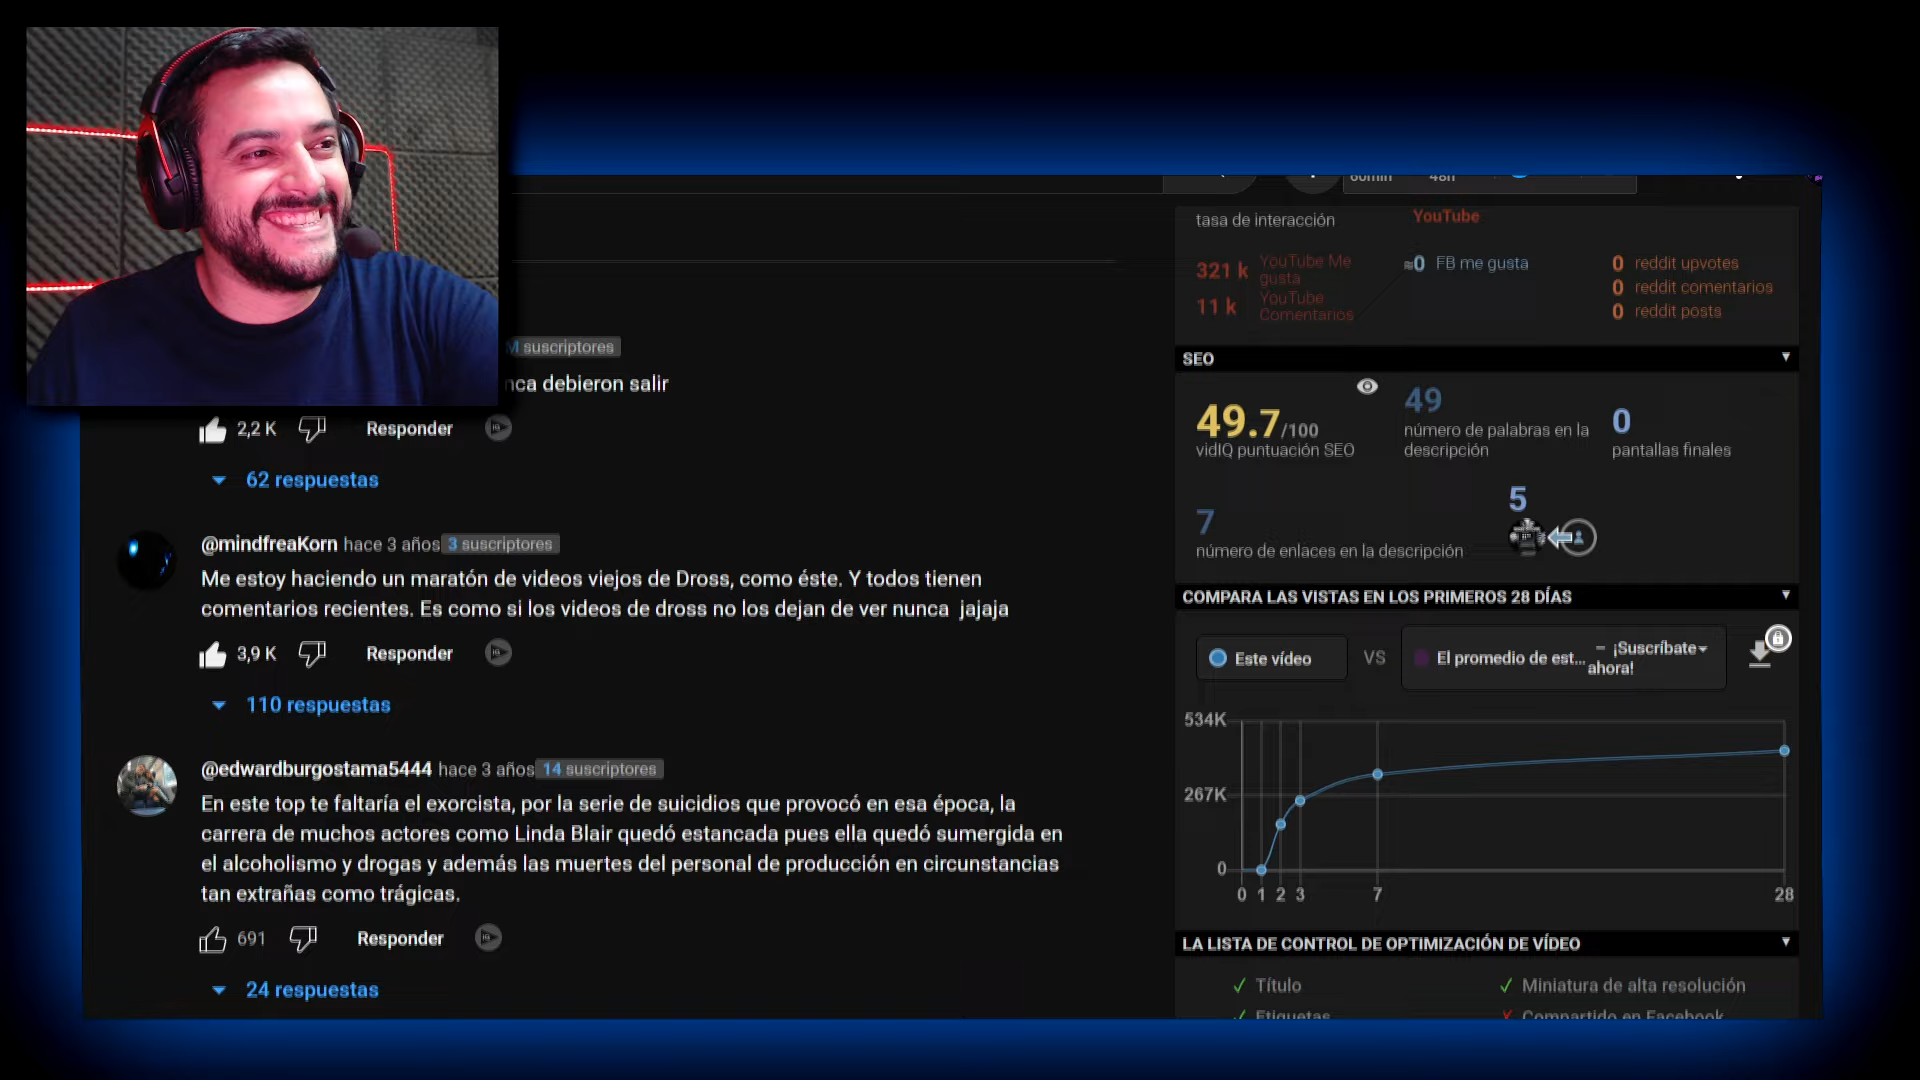 M suscriptores
nca debieron salir
2,2 K Responder
62 respuestas
@mindfreaKorn hace 3 años 3 suscriptores
Me estoy haciendo un maratón de videos viejos de Dross, como éste. Y todos tienen
comentarios recientes. Es como si los videos de dross no los dejan de ver nunca jajaja
3,9 K Responder
110 respuestas
@edwardburgostama5444 hace 3 años 14 suscriptores
En este top te faltaría el exorcista, por la serie de suicidios que provocó en esa época, la
carrera de muchos actores como Linda Blair quedó estancada pues ella quedó sumergida en
el alcoholismo y drogas y además las muertes del personal de producción en circunstancias
tan extrañas como trágicas.
691 Responder
24 respuestas
60min 48h
tasa de interacción
YouTube
321 k YouTube Me gusta
11 k YouTube Comentarios
≈0 FB me gusta
0 reddit upvotes
0 reddit comentarios
0 reddit posts
SEO
49.7/100
vidIQ puntuación SEO
49
número de palabras en la
descripción
0
pantallas finales
7
número de enlaces en la descripción
5
COMPARA LAS VISTAS EN LOS PRIMEROS 28 DÍAS
Este vídeo VS El promedio de est... – ¡Suscríbate ahora!
534K
267K
0
0 1 2 3 7 28
LA LISTA DE CONTROL DE OPTIMIZACIÓN DE VÍDEO
✓ Título
✓ Miniatura de alta resolución
✓ Etiquetas
✗ Compartido en Facebook